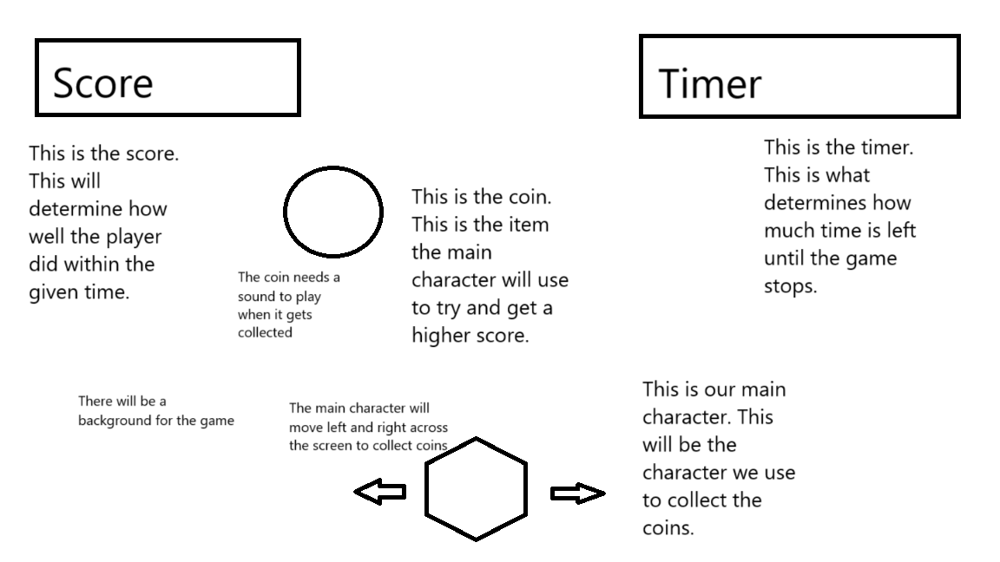 Score
Timer
This is the score.
This will
determine how
well the player
did within the
given time.
The coin needs a
sound to play
when it gets
collected
This is the coin.
This is the item
the main
character will use
to try and get a
higher score.
This is the timer.
This is what
determines how
much time is left
until the game
stops.
There will be a
background for the game
The main character will
move left and right across
the screen to collect coins
This is our main
character. This
will be the
character we use
to collect the
coins.